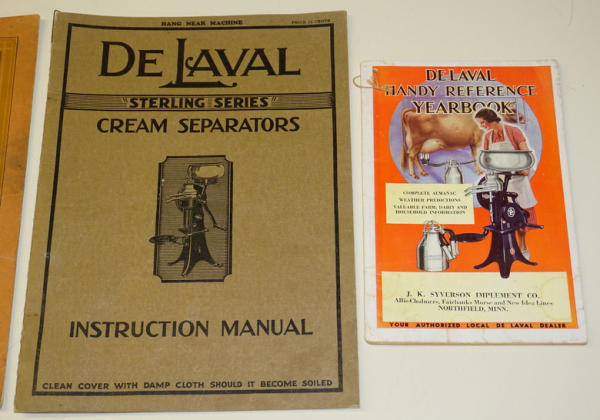 HANG NEAR MACHINE
PRICE 15 CENTS
DE LAVAL
"STERLING SERIES"
CREAM SEPARATORS
INSTRUCTION MANUAL
CLEAN COVER WITH DAMP CLOTH SHOULD IT BECOME SOILED
DE LAVAL
HANDY REFERENCE
YEARBOOK
COMPLETE ALMANAC
WEATHER PREDICTIONS
VALUABLE FARM, DAIRY AND
HOUSEHOLD INFORMATION
J. K. SYVERSON IMPLEMENT CO.
Allis-Chalmers, Fairbanks Morse and New Idea Lines
NORTHFIELD, MINN.
YOUR AUTHORIZED LOCAL DE LAVAL DEALER